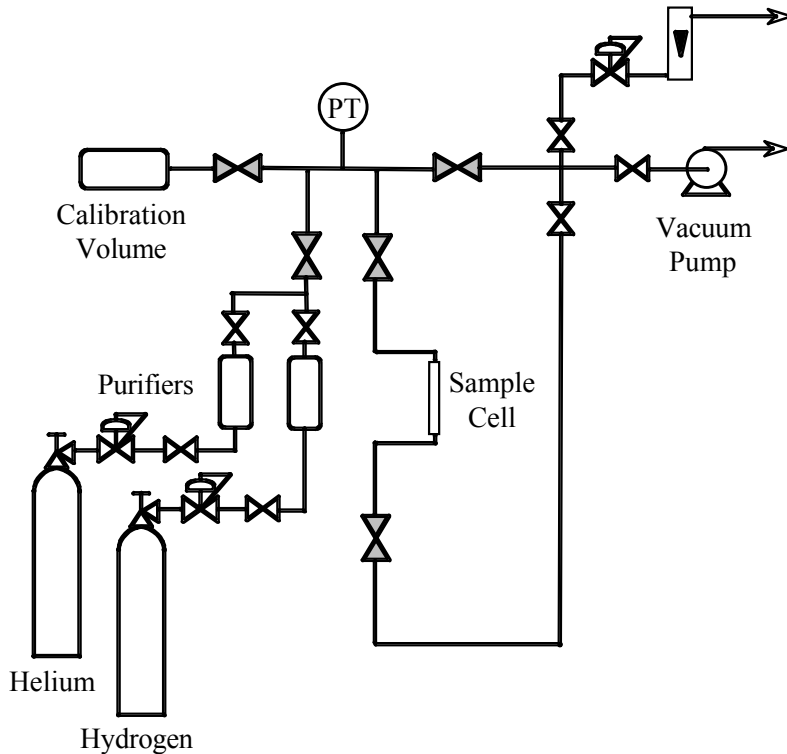 PT
Calibration
Volume
Vacuum
Pump
Purifiers
Sample
Cell
Helium
Hydrogen